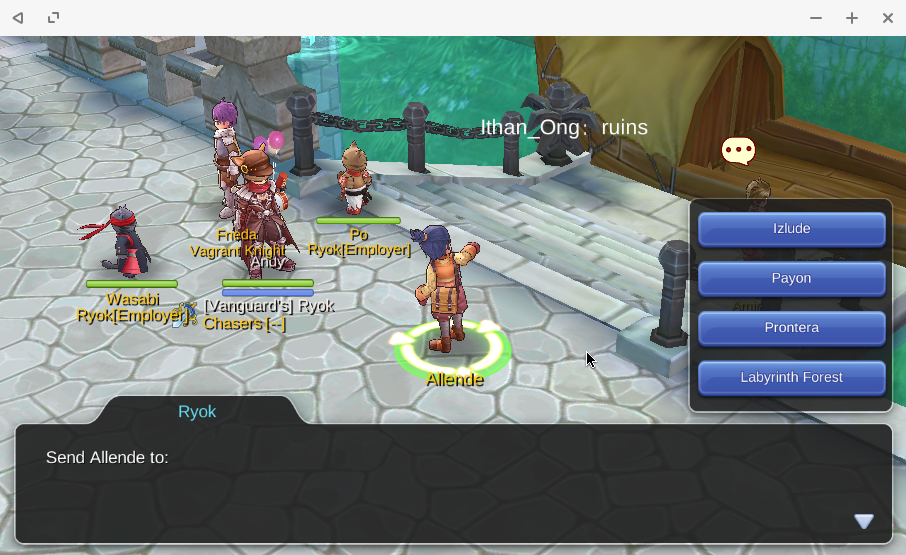 Ithan_Ong: ruins
Frieda
Vagrant Knight
Andy
Po
Ryok[Employer]
Wasabi
Ryok[Employer]
[Vanguard's] Ryok
Chasers [--]
Allende
Izlude
Payon
Prontera
Labyrinth Forest
Ryok
Send Allende to: